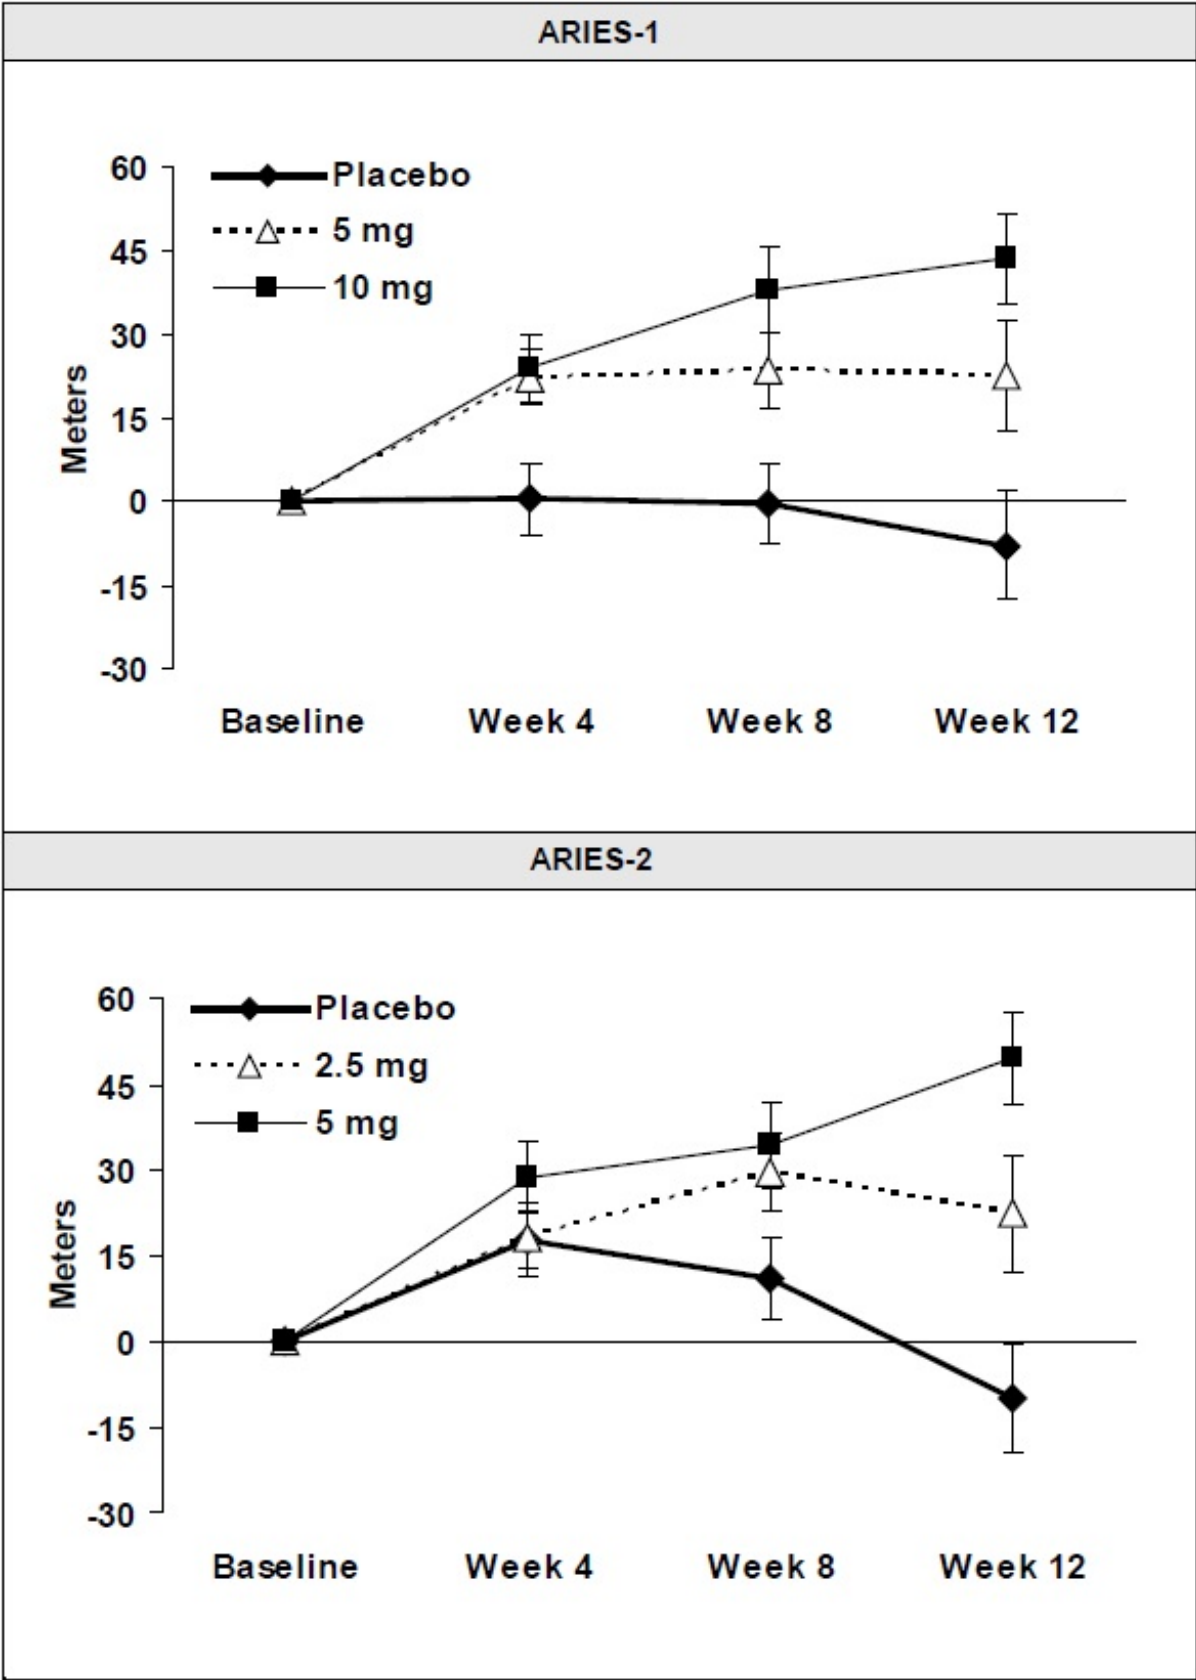 ARIES-1
Placebo
5 mg
10 mg
60
45
30
15
0
-15
-30
Meters
Baseline Week 4 Week 8 Week 12
ARIES-2
Placebo
2.5 mg
5 mg
60
45
30
15
0
-15
-30
Meters
Baseline Week 4 Week 8 Week 12